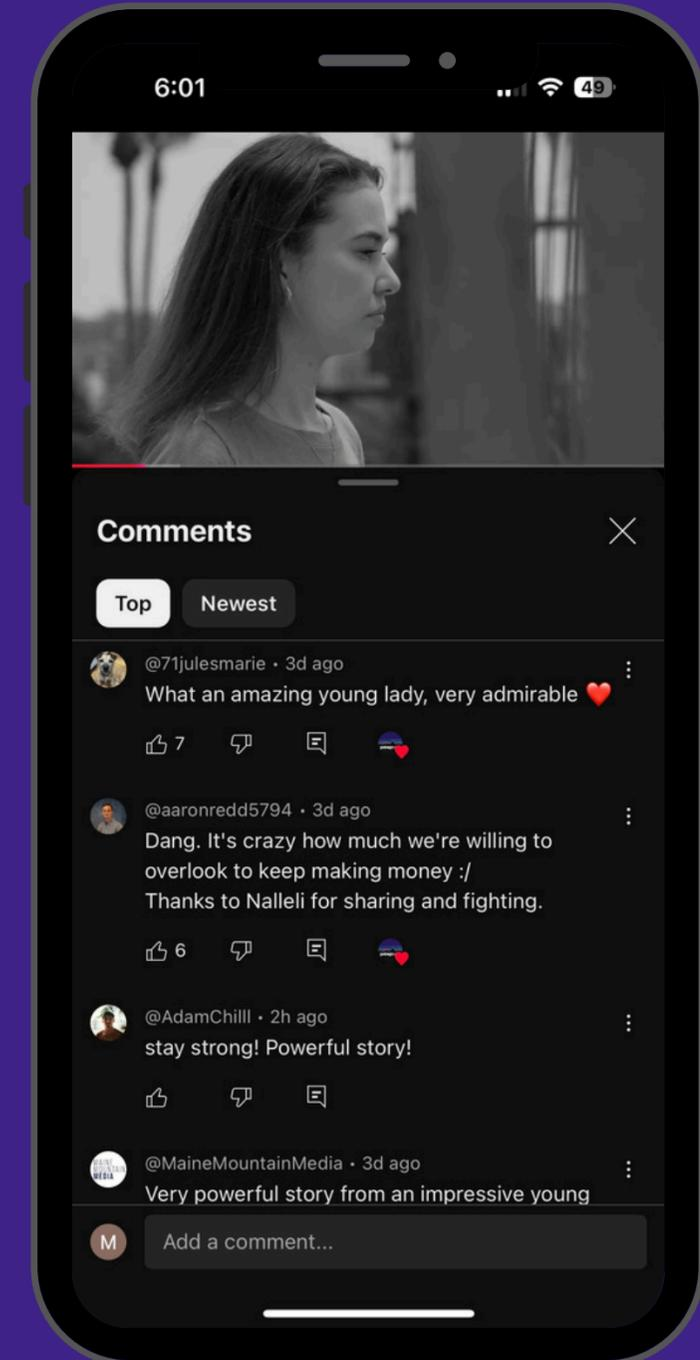 6:01
49
Comments
Top
Newest
@71julesmarie • 3d ago
What an amazing young lady, very admirable ❤️
7
@aaronredd5794 • 3d ago
Dang. It's crazy how much we're willing to
overlook to keep making money :/
Thanks to Nalleli for sharing and fighting.
6
@AdamChilll • 2h ago
stay strong! Powerful story!
MAINE
MOUNTAIN
MEDIA
@MaineMountainMedia • 3d ago
Very powerful story from an impressive young
M
Add a comment...